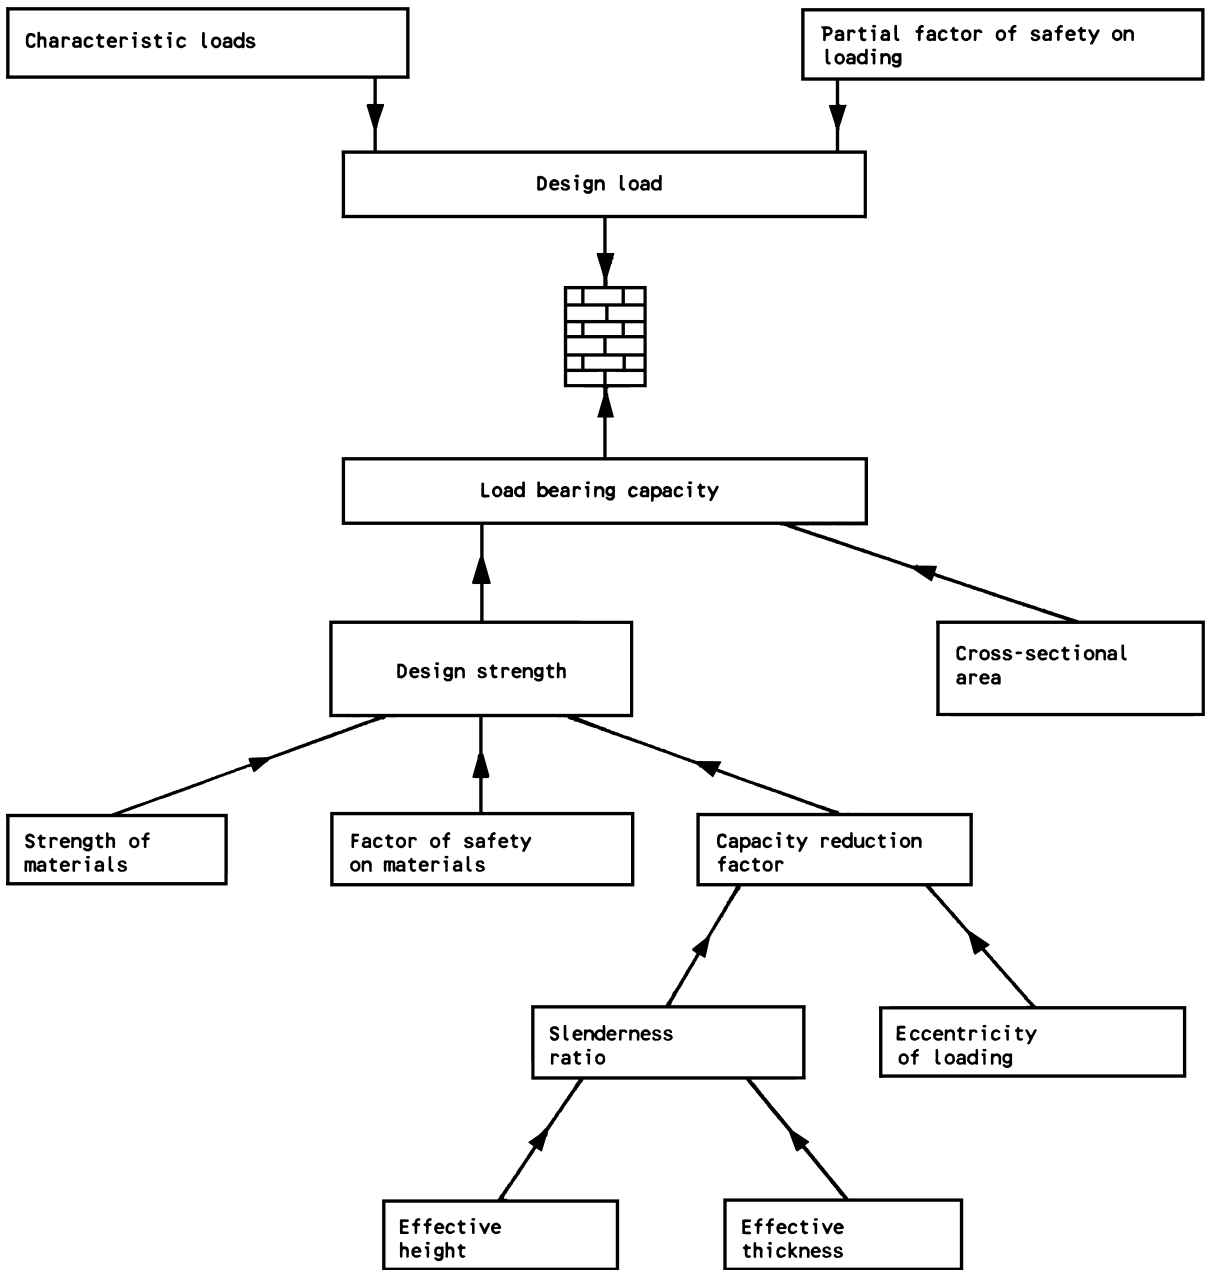 Characteristic loads
Partial factor of safety on
loading
Design load
Load bearing capacity
Design strength
Cross-sectional
area
Strength of
materials
Factor of safety
on materials
Capacity reduction
factor
Slenderness
ratio
Eccentricity
of loading
Effective
height
Effective
thickness